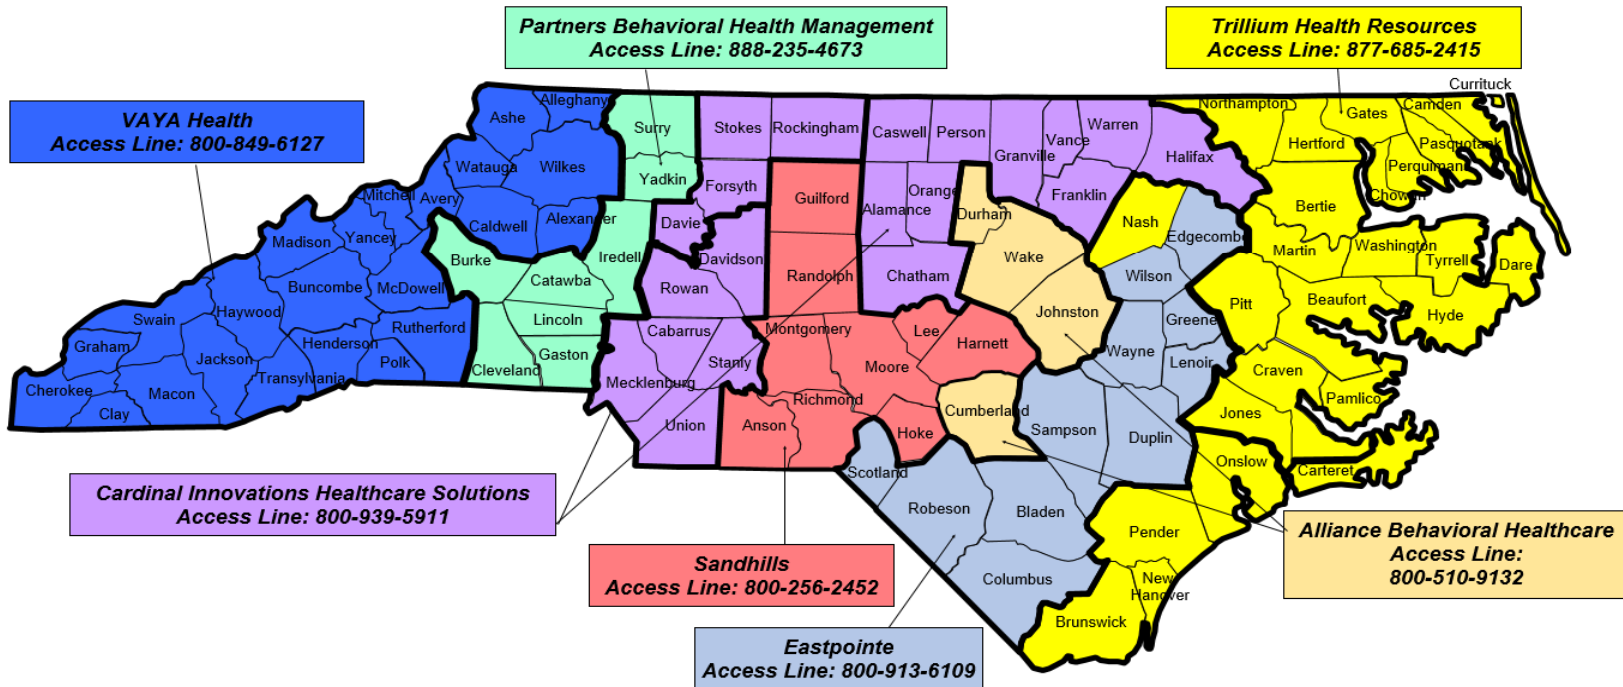 Partners Behavioral Health Management
Access Line: 888-235-4673
Trillium Health Resources
Access Line: 877-685-2415
VAYA Health
Access Line: 800-849-6127
Currituck
Alleghany
Ashe
Surry
Stokes
Rockingham
Caswell
Person
Granville
Vance
Warren
Halifax
Northampton
Gates
Camden
Pasquotank
Hertford
Perquimans
Chowan
Watauga
Wilkes
Yadkin
Forsyth
Guilford
Alamance
Orange
Durham
Franklin
Nash
Edgecombe
Bertie
Mitchell
Avery
Caldwell
Alexander
Iredell
Davie
Davidson
Randolph
Chatham
Wake
Wilson
Martin
Washington
Tyrrell
Dare
Madison
Yancey
Burke
Catawba
Rowan
Johnston
Greene
Pitt
Beaufort
Hyde
Buncombe
McDowell
Swain
Haywood
Rutherford
Lincoln
Cabarrus
Montgomery
Lee
Harnett
Wayne
Lenoir
Craven
Graham
Jackson
Henderson
Polk
Cleveland
Gaston
Stanly
Mecklenburg
Moore
Pamlico
Cherokee
Macon
Transylvania
Clay
Union
Anson
Richmond
Hoke
Cumberland
Sampson
Duplin
Jones
Onslow
Carteret
Scotland
Robeson
Bladen
Pender
Columbus
New
Hanover
Brunswick
Cardinal Innovations Healthcare Solutions
Access Line: 800-939-5911
Sandhills
Access Line: 800-256-2452
Alliance Behavioral Healthcare
Access Line:
800-510-9132
Eastpointe
Access Line: 800-913-6109